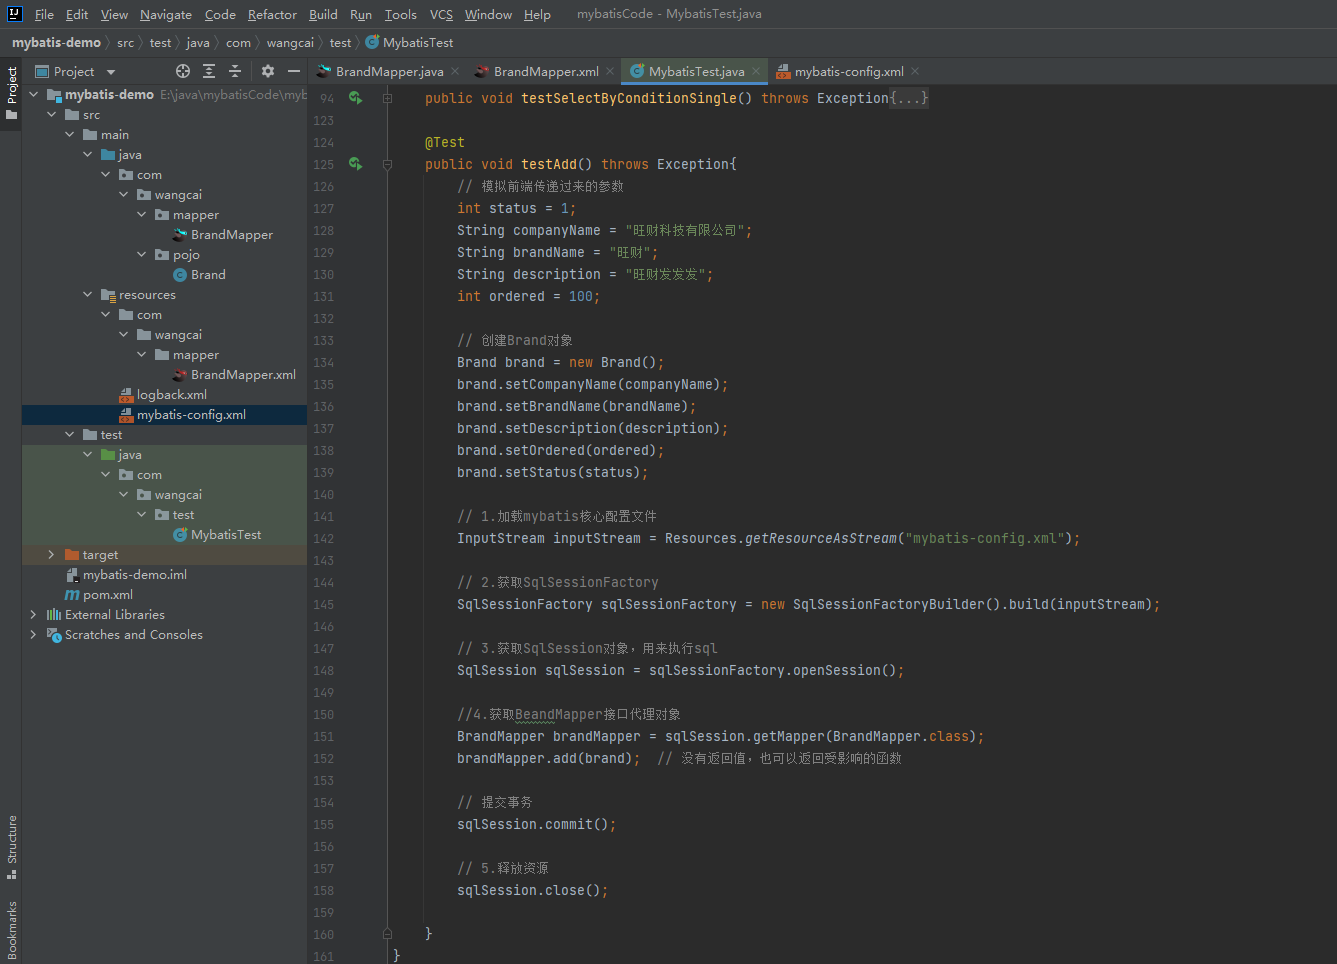 File Edit View Navigate Code Refactor Build Run Tools VCS Window Help mybatisCode - MybatisTest.java
mybatis-demo src test java com wangcai test MybatisTest
Project
BrandMapper.java BrandMapper.xml MybatisTest.java mybatis-config.xml
Project
mybatis-demo E:\java\mybatisCode\myb
src
main
java
com
wangcai
mapper
BrandMapper
pojo
Brand
resources
com
wangcai
mapper
BrandMapper.xml
logback.xml
mybatis-config.xml
test
java
com
wangcai
test
MybatisTest
target
mybatis-demo.iml
pom.xml
External Libraries
Scratches and Consoles
Structure
Bookmarks
94 public void testSelectByConditionSingle() throws Exception{...}
123
124 @Test
125 public void testAdd() throws Exception{
126 // 模拟前端传递过来的参数
127 int status = 1;
128 String companyName = "旺财科技有限公司";
129 String brandName = "旺财";
130 String description = "旺财发发发";
131 int ordered = 100;
132
133 // 创建Brand对象
134 Brand brand = new Brand();
135 brand.setCompanyName(companyName);
136 brand.setBrandName(brandName);
137 brand.setDescription(description);
138 brand.setOrdered(ordered);
139 brand.setStatus(status);
140
141 // 1.加载mybatis核心配置文件
142 InputStream inputStream = Resources.getResourceAsStream("mybatis-config.xml");
143
144 // 2.获取SqlSessionFactory
145 SqlSessionFactory sqlSessionFactory = new SqlSessionFactoryBuilder().build(inputStream);
146
147 // 3.获取SqlSession对象，用来执行sql
148 SqlSession sqlSession = sqlSessionFactory.openSession();
149
150 //4.获取BeandMapper接口代理对象
151 BrandMapper brandMapper = sqlSession.getMapper(BrandMapper.class);
152 brandMapper.add(brand); // 没有返回值，也可以返回受影响的函数
153
154 // 提交事务
155 sqlSession.commit();
156
157 // 5.释放资源
158 sqlSession.close();
159
160 }
161 }